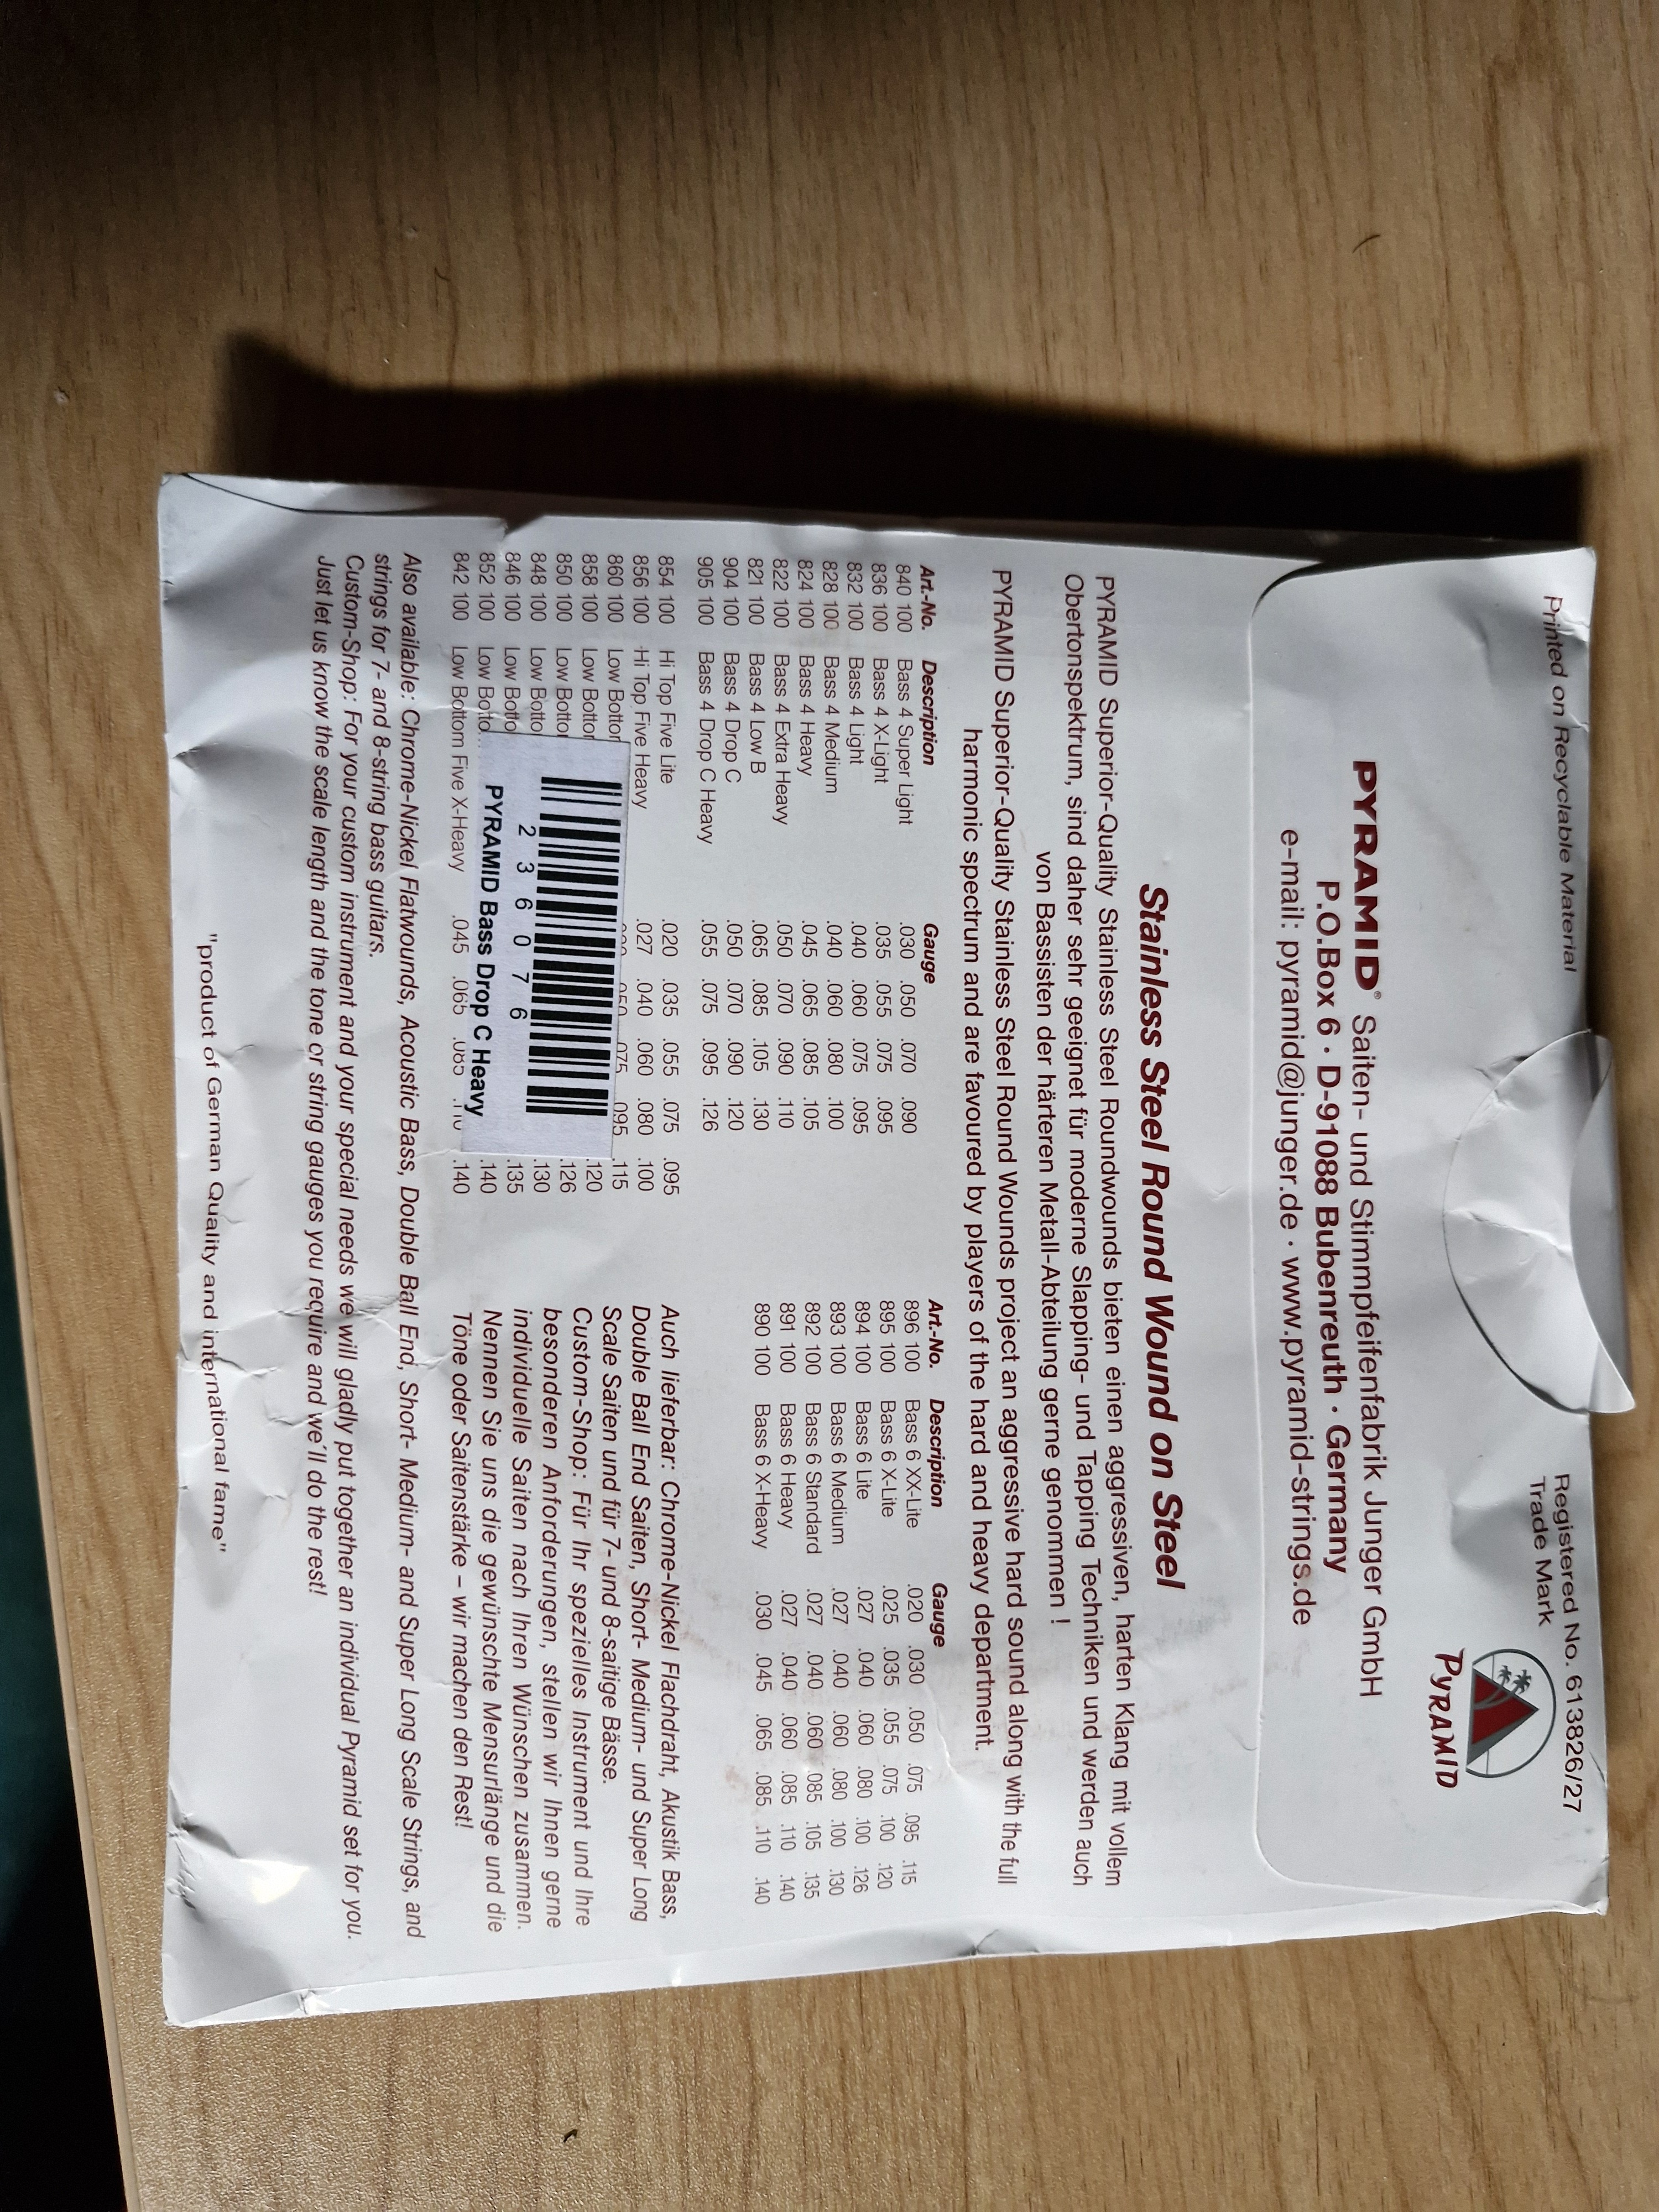 Printed on Recyclable Material
Registered No. 613826/27
Trade Mark
PYRAMID
PYRAMID® Saiten- und Stimmpfeifenfabrik Junger GmbH
P.O.Box 6 · D-91088 Bubenreuth · Germany
e-mail: pyramid@junger.de · www.pyramid-strings.de
Stainless Steel Round Wound on Steel
PYRAMID Superior-Quality Stainless Steel Roundwounds bieten einen aggressiven, harten Klang mit vollem
Obertonspektrum, sind daher sehr geeignet für moderne Slapping- und Tapping Techniken und werden auch
von Bassisten der härteren Metall-Abteilung gerne genommen !
PYRAMID Superior-Quality Stainless Steel Round Wounds project an aggressive hard sound along with the full
harmonic spectrum and are favoured by players of the hard and heavy department.
Art.-No. Description Gauge
840 100 Bass 4 Super Light .030 .050 .070 .090
836 100 Bass 4 X-Light .035 .055 .075 .095
832 100 Bass 4 Light .040 .060 .075 .095
828 100 Bass 4 Medium .040 .060 .080 .100
824 100 Bass 4 Heavy .045 .065 .085 .105
822 100 Bass 4 Extra Heavy .050 .070 .090 .110
821 100 Bass 4 Low B .065 .085 .105 .130
904 100 Bass 4 Drop C .050 .070 .090 .120
905 100 Bass 4 Drop C Heavy .055 .075 .095 .126
854 100 Hi Top Five Lite .020 .035 .055 .075 .095
856 100 Hi Top Five Heavy .027 .040 .060 .080 .100
860 100 Low .075 .095 .115
858 100 Low .120
850 100 Low .126
848 100 Low .130
846 100 Low .135
852 100 Low .140
842 100 Low Bottom Five X-Heavy .045 .065 .085 .110 .140
2 3 6 0 7 6
PYRAMID Bass Drop C Heavy
Art.-No. Description Gauge
896 100 Bass 6 XX-Lite .020 .030 .050 .075 .095 .115
895 100 Bass 6 X-Lite .025 .035 .055 .075 .100 .120
894 100 Bass 6 Lite .027 .040 .060 .080 .100 .126
893 100 Bass 6 Medium .027 .040 .060 .080 .100 .130
892 100 Bass 6 Standard .027 .040 .060 .085 .105 .135
891 100 Bass 6 Heavy .027 .040 .060 .085 .110 .140
890 100 Bass 6 X-Heavy .030 .045 .065 .085 .110 .140
Auch lieferbar: Chrome-Nickel Flachdraht, Akustik Bass,
Double Ball End Saiten, Short- Medium- und Super Long
Scale Saiten und für 7- und 8-saitige Bässe.
Custom-Shop: Für Ihr spezielles Instrument und Ihre
besonderen Anforderungen, stellen wir Ihnen gerne
individuelle Saiten nach Ihren Wünschen zusammen.
Nennen Sie uns die gewünschte Mensurlänge und die
Töne oder Saitenstärke – wir machen den Rest!
Also available: Chrome-Nickel Flatwounds, Acoustic Bass, Double Ball End, Short- Medium- and Super Long Scale Strings, and
strings for 7- and 8-string bass guitars.
Custom-Shop: For your custom instrument and your special needs we will gladly put together an individual Pyramid set for you.
Just let us know the scale length and the tone or string gauges you require and we´ll do the rest!
"product of German Quality and international fame"